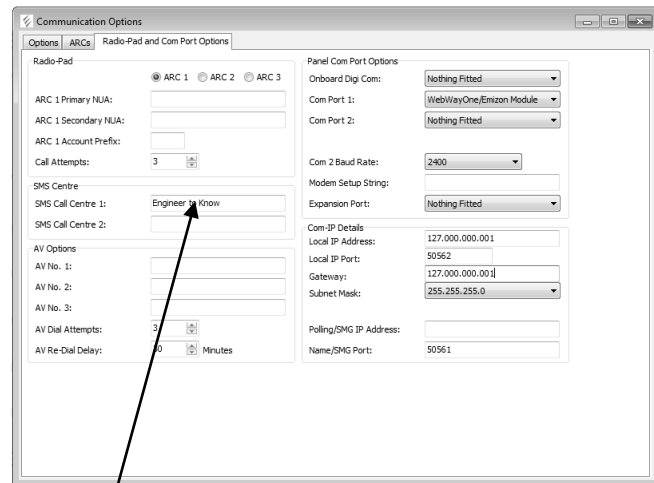 Communication Options
Options ARCs Radio-Pad and Com Port Options
Radio-Pad
ARC 1 ARC 2 ARC 3
ARC 1 Primary NUA:
ARC 1 Secondary NUA:
ARC 1 Account Prefix:
Call Attempts: 3
SMS Centre
SMS Call Centre 1: Engineer to Know
SMS Call Centre 2:
AV Options
AV No. 1:
AV No. 2:
AV No. 3:
AV Dial Attempts: 3
AV Re-Dial Delay: Minutes
Panel Com Port Options
Onboard Digi Com: Nothing Fitted
Com Port 1: WebWayOne/Emizon Module
Com Port 2: Nothing Fitted
Com 2 Baud Rate: 2400
Modem Setup String:
Expansion Port: Nothing Fitted
Com-IP Details
Local IP Address: 127.000.000.001
Local IP Port: 50562
Gateway: 127.000.000.001
Subnet Mask: 255.255.255.0
Polling/SMG IP Address:
Name/SMG Port: 50561